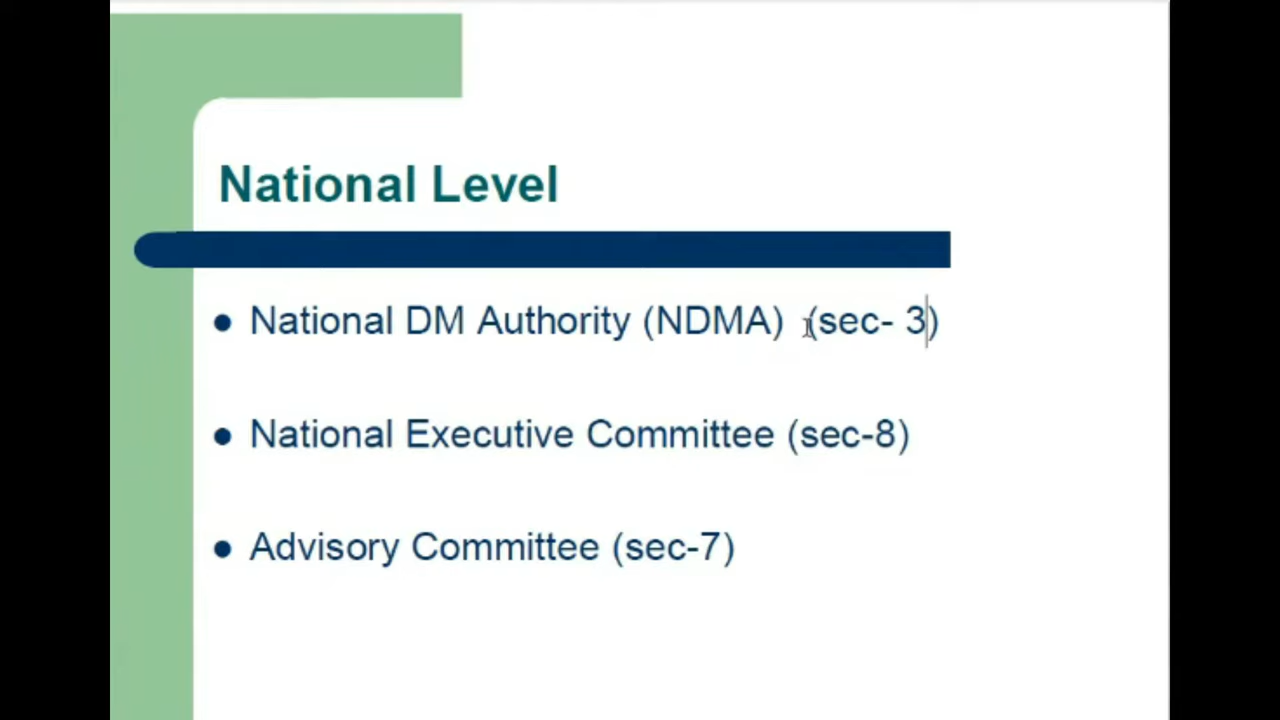 National Level
National DM Authority (NDMA) (sec- 3)
National Executive Committee (sec-8)
Advisory Committee (sec-7)